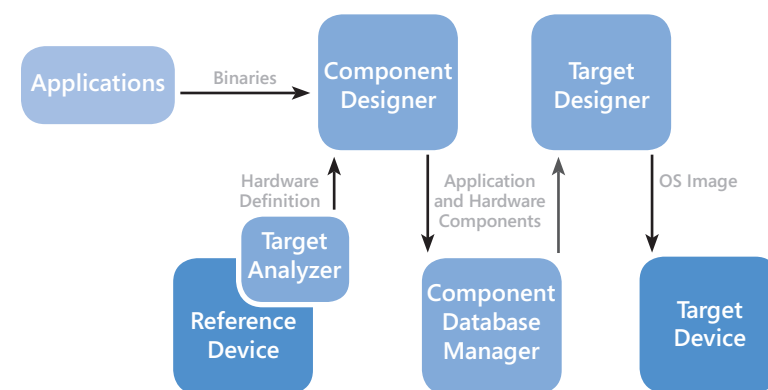 Applications
Binaries
Component
Designer
Target
Designer
Hardware
Definition
Application
and Hardware
Components
OS Image
Target
Analyzer
Reference
Device
Component
Database
Manager
Target
Device